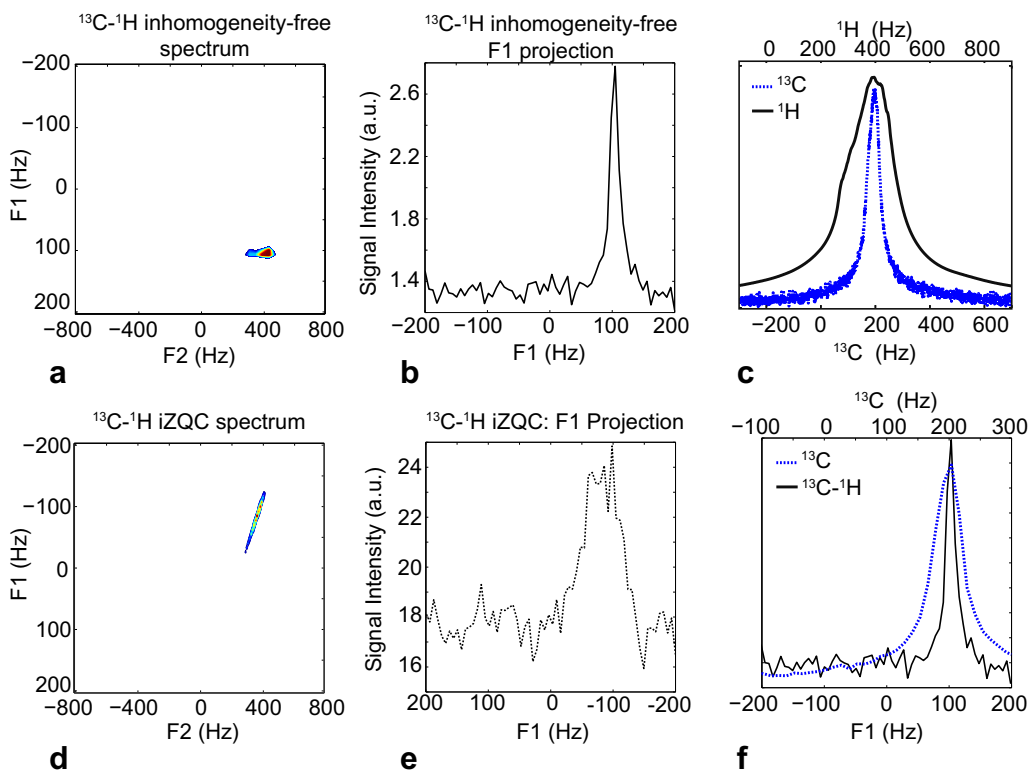 ¹³C-¹H inhomogeneity-free
spectrum
−200
−100
0
100
200
F1 (Hz)
−800
−400
0
400
800
F2 (Hz)
a
¹³C-¹H inhomogeneity-free
F1 projection
2.6
2.2
1.8
1.4
Signal Intensity (a.u.)
−200
−100
0
100
200
F1 (Hz)
b
¹H (Hz)
0
200
400
600
800
¹³C
¹H
−200
0
200
400
600
¹³C (Hz)
c
¹³C-¹H iZQC spectrum
−200
−100
0
100
200
F1 (Hz)
−800
−400
0
400
800
F2 (Hz)
d
¹³C-¹H iZQC: F1 Projection
24
22
20
18
16
Signal Intensity (a.u.)
200
100
0
-100
-200
F1 (Hz)
e
¹³C (Hz)
−100
0
100
200
300
¹³C
¹³C-¹H
−200
−100
0
100
200
F1 (Hz)
f